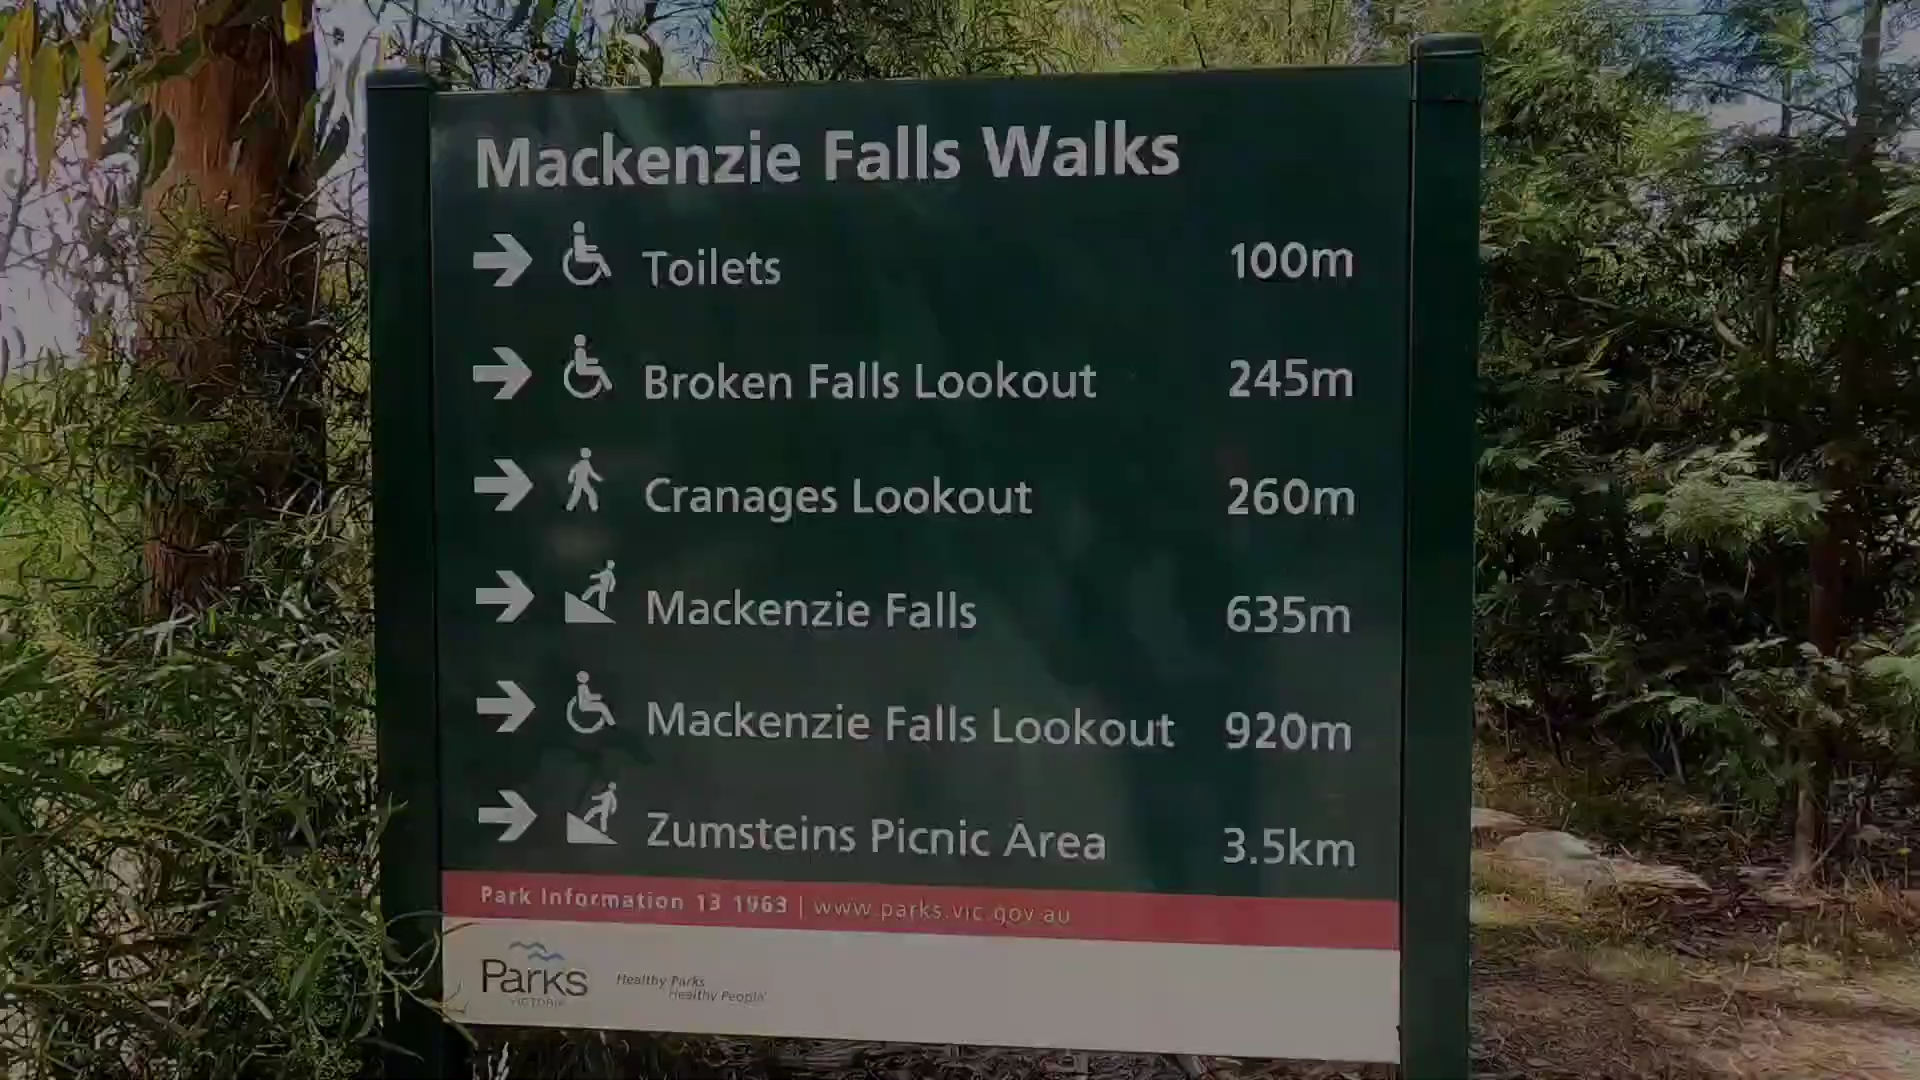 Mackenzie Falls Walks
Toilets 100m
Broken Falls Lookout 245m
Cranages Lookout 260m
Mackenzie Falls 635m
Mackenzie Falls Lookout 920m
Zumsteins Picnic Area 3.5km
Park Information 13 1963 | www.parks.vic.gov.au
Parks
VICTORIA
Healthy Parks
Healthy People